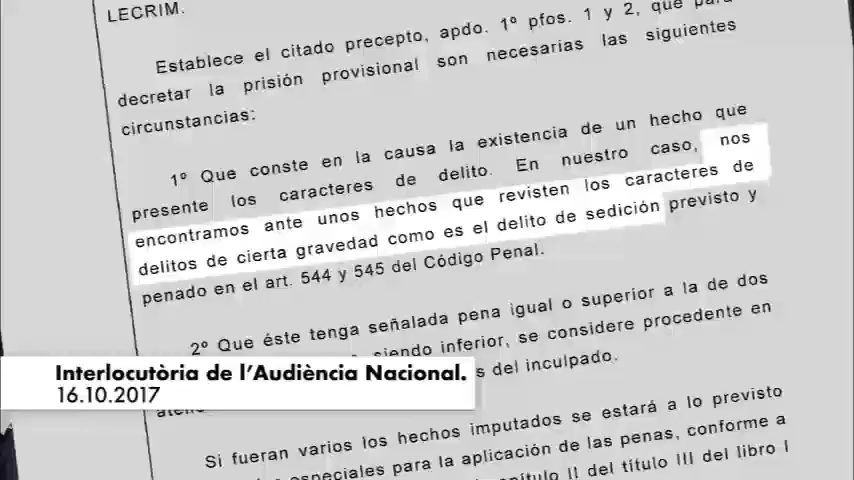 LECRIM.
Establece el citado precepto, apdo. 1º pfos. 1 y 2, que para
decretar la prisión provisional son necesarias las siguientes
circunstancias:
1º Que conste en la causa la existencia de un hecho que
presente los caracteres de delito. En nuestro caso, nos
encontramos ante unos hechos que revisten los caracteres de
delitos de cierta gravedad como es el delito de sedición previsto y
penado en el art. 544 y 545 del Código Penal.
2º Que éste tenga señalada pena igual o superior a la de dos
siendo inferior, se considere procedente en
s del inculpado.
Si fueran varios los hechos imputados se estará a lo previsto
especiales para la aplicación de las penas, conforme a
II del título III del libro I
Interlocutòria de l'Audiència Nacional.
16.10.2017